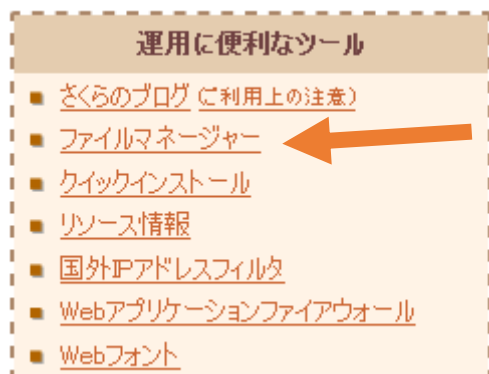 運用に便利なツール
さくらのブログ (ご利用上の注意)
ファイルマネージャー
クイックインストール
リソース情報
国外IPアドレスフィルタ
Webアプリケーションファイアウォール
Webフォント